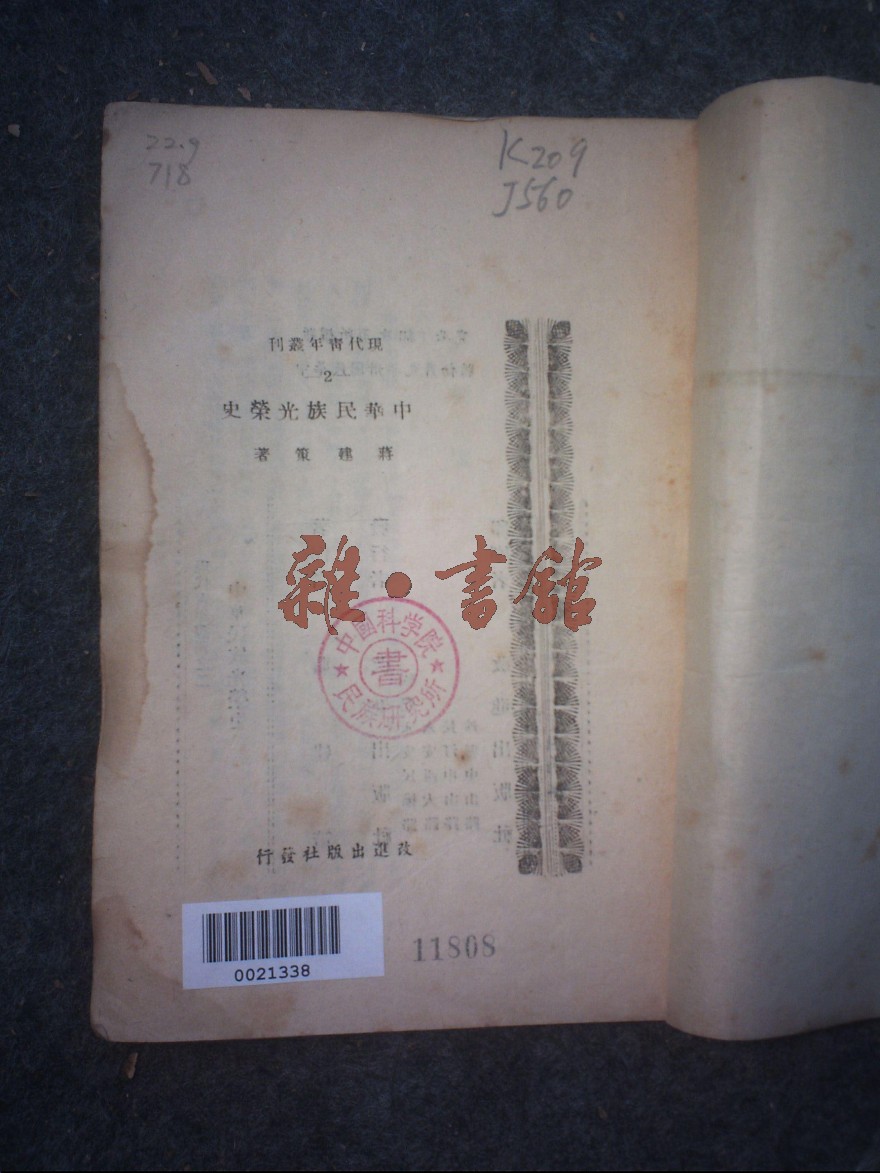 22.9
718
K209
J560
刊叢年青代現
2
史榮光族民華中
著 策 建 蔣
雜·書館
中國科学院
書
民族研究所
行發社版出進改
0021338
11808